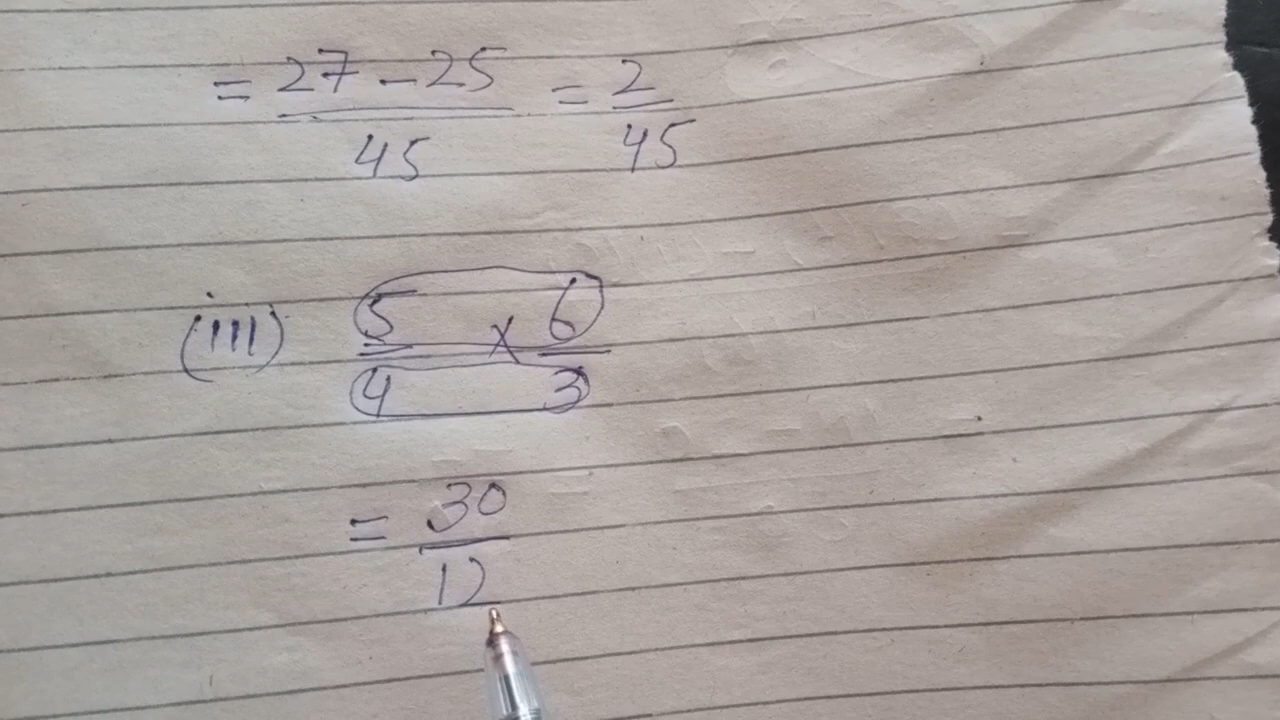 = 27 - 25 / 45 = 2 / 45
(iii) 5 / 4 x 6 / 3
= 30 / 12